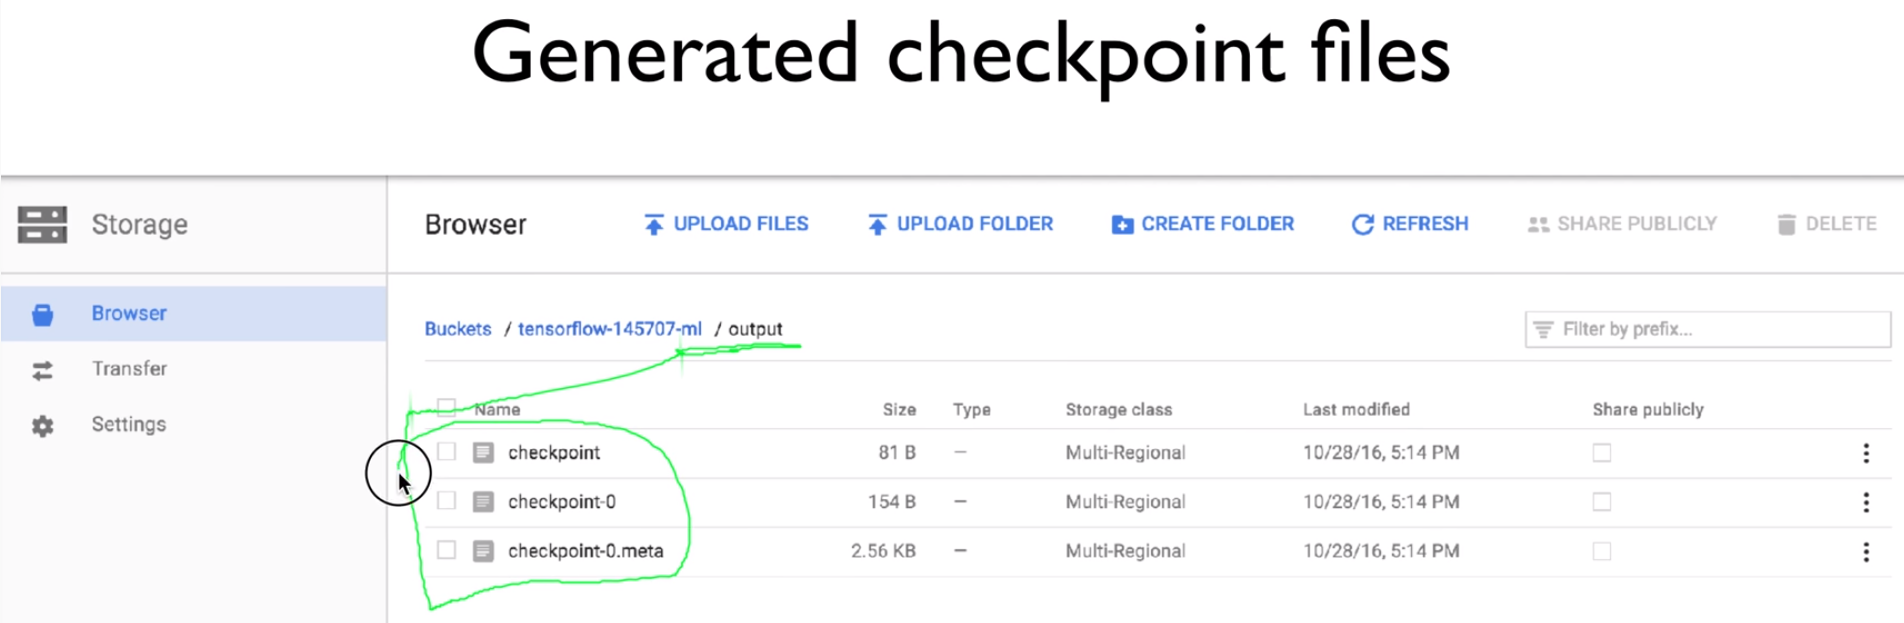 Generated checkpoint files
Storage
Browser
UPLOAD FILES
UPLOAD FOLDER
CREATE FOLDER
REFRESH
SHARE PUBLICLY
DELETE
Browser
Transfer
Settings
Buckets / tensorflow-145707-ml / output
Filter by prefix...
Name Size Type Storage class Last modified Share publicly
checkpoint 81 B — Multi-Regional 10/28/16, 5:14 PM
checkpoint-0 154 B — Multi-Regional 10/28/16, 5:14 PM
checkpoint-0.meta 2.56 KB — Multi-Regional 10/28/16, 5:14 PM